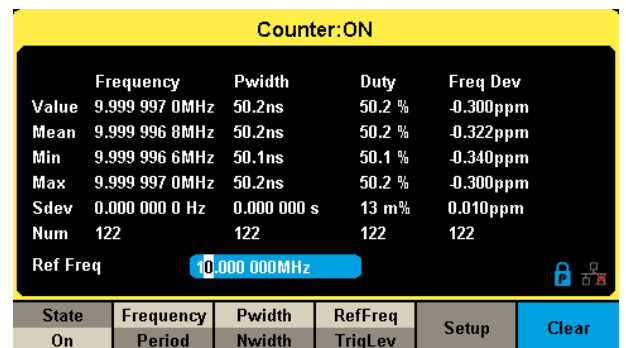 Counter:ON
Frequency Pwidth Duty Freq Dev
Value 9.999 997 0MHz 50.2ns 50.2 % -0.300ppm
Mean 9.999 996 8MHz 50.2ns 50.2 % -0.322ppm
Min 9.999 996 6MHz 50.1ns 50.1 % -0.340ppm
Max 9.999 997 0MHz 50.2ns 50.2 % -0.300ppm
Sdev 0.000 000 0 Hz 0.000 000 s 13 m% 0.010ppm
Num 122 122 122 122
Ref Freq 10.000 000MHz
P
State Frequency Pwidth RefFreq Setup Clear
On Period Nwidth TrigLev